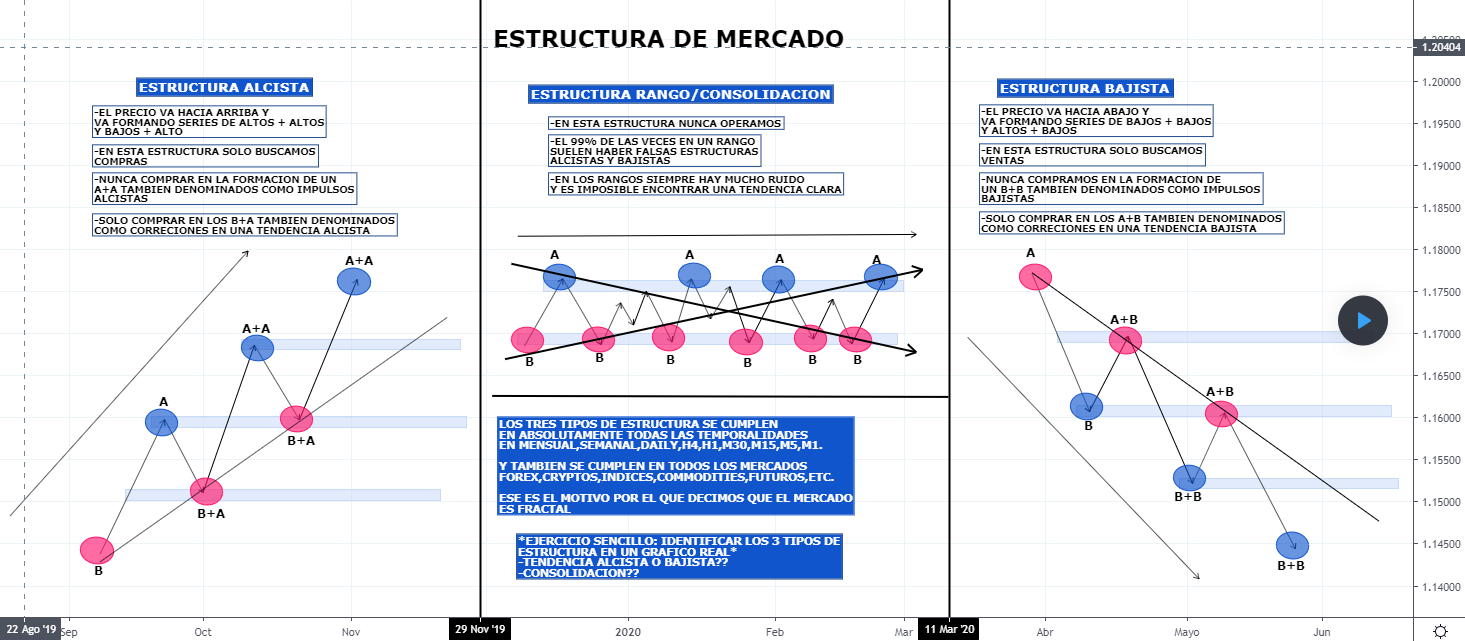 ESTRUCTURA DE MERCADO
ESTRUCTURA ALCISTA
-EL PRECIO VA HACIA ARRIBA Y
VA FORMANDO SERIES DE ALTOS + ALTOS
Y BAJOS + ALTO
-EN ESTA ESTRUCTURA SOLO BUSCAMOS
COMPRAS
-NUNCA COMPRAR EN LA FORMACION DE UN
A+A TAMBIEN DENOMINADOS COMO IMPULSOS
ALCISTAS
-SOLO COMPRAR EN LOS B+A TAMBIEN DENOMINADOS
COMO CORRECIONES EN UNA TENDENCIA ALCISTA
A+A
A+A
A
B+A
B+A
B
ESTRUCTURA RANGO/CONSOLIDACION
-EN ESTA ESTRUCTURA NUNCA OPERAMOS
-EL 99% DE LAS VECES EN UN RANGO
SUELEN HABER FALSAS ESTRUCTURAS
ALCISTAS Y BAJISTAS
-EN LOS RANGOS SIEMPRE HAY MUCHO RUIDO
Y ES IMPOSIBLE ENCONTRAR UNA TENDENCIA CLARA
A
A
A
A
B
B
B
B
B
B
LOS TRES TIPOS DE ESTRUCTURA SE CUMPLEN
EN ABSOLUTAMENTE TODAS LAS TEMPORALIDADES
EN MENSUAL,SEMANAL,DAILY,H4,H1,M30,M15,M5,M1.
Y TAMBIEN SE CUMPLEN EN TODOS LOS MERCADOS
FOREX,CRYPTOS,INDICES,COMMODITIES,FUTUROS,ETC.
ESE ES EL MOTIVO POR EL QUE DECIMOS QUE EL MERCADO
ES FRACTAL
*EJERCICIO SENCILLO: IDENTIFICAR LOS 3 TIPOS DE
ESTRUCTURA EN UN GRAFICO REAL*
-TENDENCIA ALCISTA O BAJISTA??
-CONSOLIDACION??
ESTRUCTURA BAJISTA
-EL PRECIO VA HACIA ABAJO Y
VA FORMANDO SERIES DE BAJOS + BAJOS
Y ALTOS + BAJOS
-EN ESTA ESTRUCTURA SOLO BUSCAMOS
VENTAS
-NUNCA COMPRAMOS EN LA FORMACION DE
UN B+B TAMBIEN DENOMINADOS COMO IMPULSOS
BAJISTAS
-SOLO COMPRAR EN LOS A+B TAMBIEN DENOMINADOS
COMO CORRECIONES EN UNA TENDENCIA BAJISTA
A
A+B
A+B
B
B+B
B+B
1.20404
1.20000
1.19500
1.19000
1.18500
1.18000
1.17500
1.17000
1.16500
1.16000
1.15500
1.15000
1.14500
1.14000
22 Ago '19
Sep
Oct
Nov
29 Nov '19
2020
Feb
Mar
11 Mar '20
Abr
Mayo
Jun